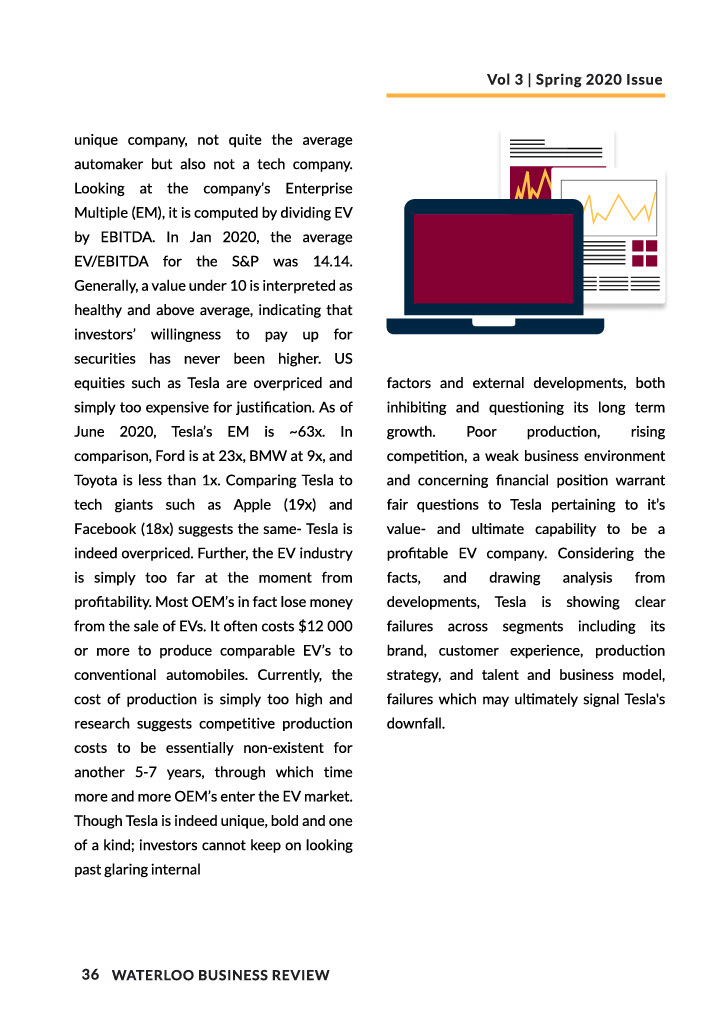 Vol 3 | Spring 2020 Issue
unique company, not quite the average
automaker but also not a tech company.
Looking at the company's Enterprise
Multiple (EM), it is computed by dividing EV
by EBITDA. In Jan 2020, the average
EV/EBITDA for the S&P was 14.14.
Generally, a value under 10 is interpreted as
healthy and above average, indicating that
investors' willingness to pay up for
securities has never been higher. US
equities such as Tesla are overpriced and
simply too expensive for justification. As of
June 2020, Tesla's EM is ~63x. In
comparison, Ford is at 23x, BMW at 9x, and
Toyota is less than 1x. Comparing Tesla to
tech giants such as Apple (19x) and
Facebook (18x) suggests the same- Tesla is
indeed overpriced. Further, the EV industry
is simply too far at the moment from
profitability. Most OEM's in fact lose money
from the sale of EVs. It often costs $12 000
or more to produce comparable EV's to
conventional automobiles. Currently, the
cost of production is simply too high and
research suggests competitive production
costs to be essentially non-existent for
another 5-7 years, through which time
more and more OEM's enter the EV market.
Though Tesla is indeed unique, bold and one
of a kind; investors cannot keep on looking
past glaring internal
factors and external developments, both
inhibiting and questioning its long term
growth. Poor production, rising
competition, a weak business environment
and concerning financial position warrant
fair questions to Tesla pertaining to it's
value- and ultimate capability to be a
profitable EV company. Considering the
facts, and drawing analysis from
developments, Tesla is showing clear
failures across segments including its
brand, customer experience, production
strategy, and talent and business model,
failures which may ultimately signal Tesla's
downfall.
36 WATERLOO BUSINESS REVIEW